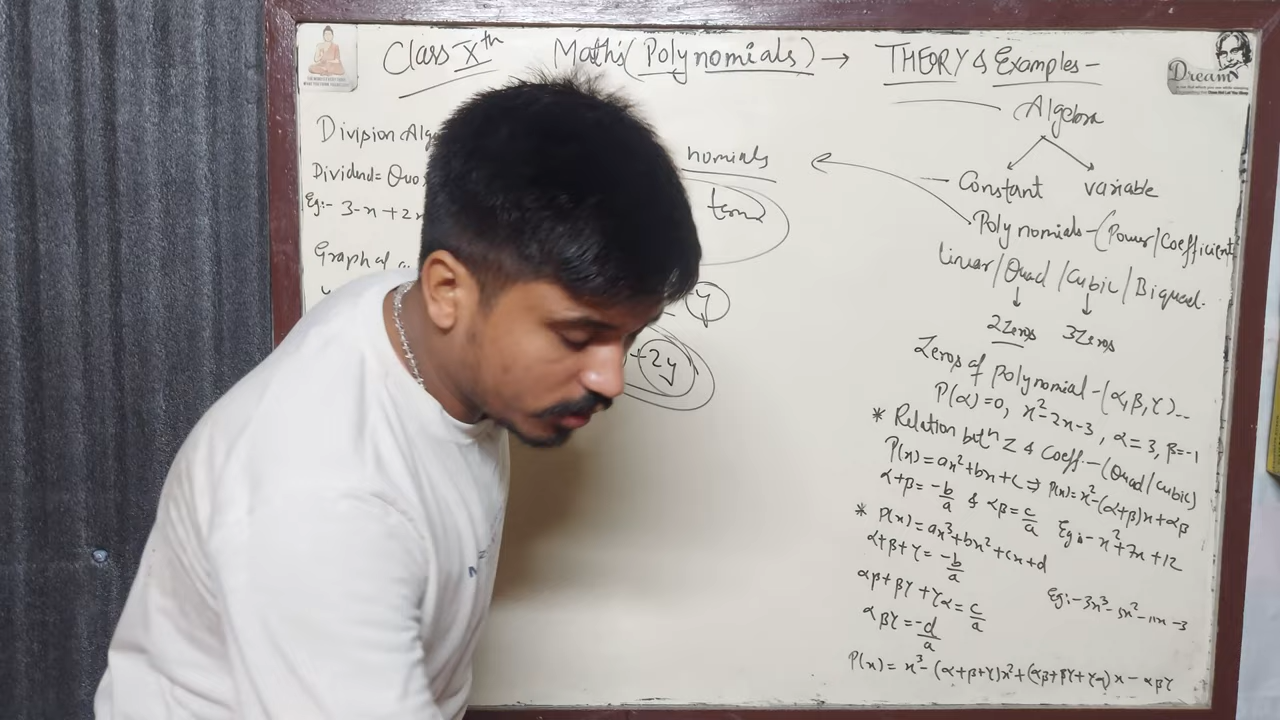 Class Xth Maths (Polynomials) → THEORY & Examples -
Dream
Division Alg
Dividend = Quo
Eg:- 3-x+2x
Graph of
nomials
term
y
+2y
Algebra
Constant variable
Polynomials - (Power/Coefficient
Linear/Quad/Cubic/Biquad.
2Zeros 3Zeros
Zeros of polynomial - (α,β,γ)--
P(α)=0, x²-2x-3, α=3, β=-1
* Relation betn Z & Coeff - (Quad/Cubic)
P(x)=ax²+bx+c ⇒ P(x)=x²-(α+β)x+αβ
α+β=-b/a & αβ=c/a Eg:- x²+7x+12
* P(x)=ax³+bx²+cx+d
α+β+γ=-b/a
αβ+βγ+γα=c/a Eg:- 3x³-5x²-11x-3
αβγ=-d/a
P(x)=x³-(α+β+γ)x²+(αβ+βγ+γα)x-αβγ